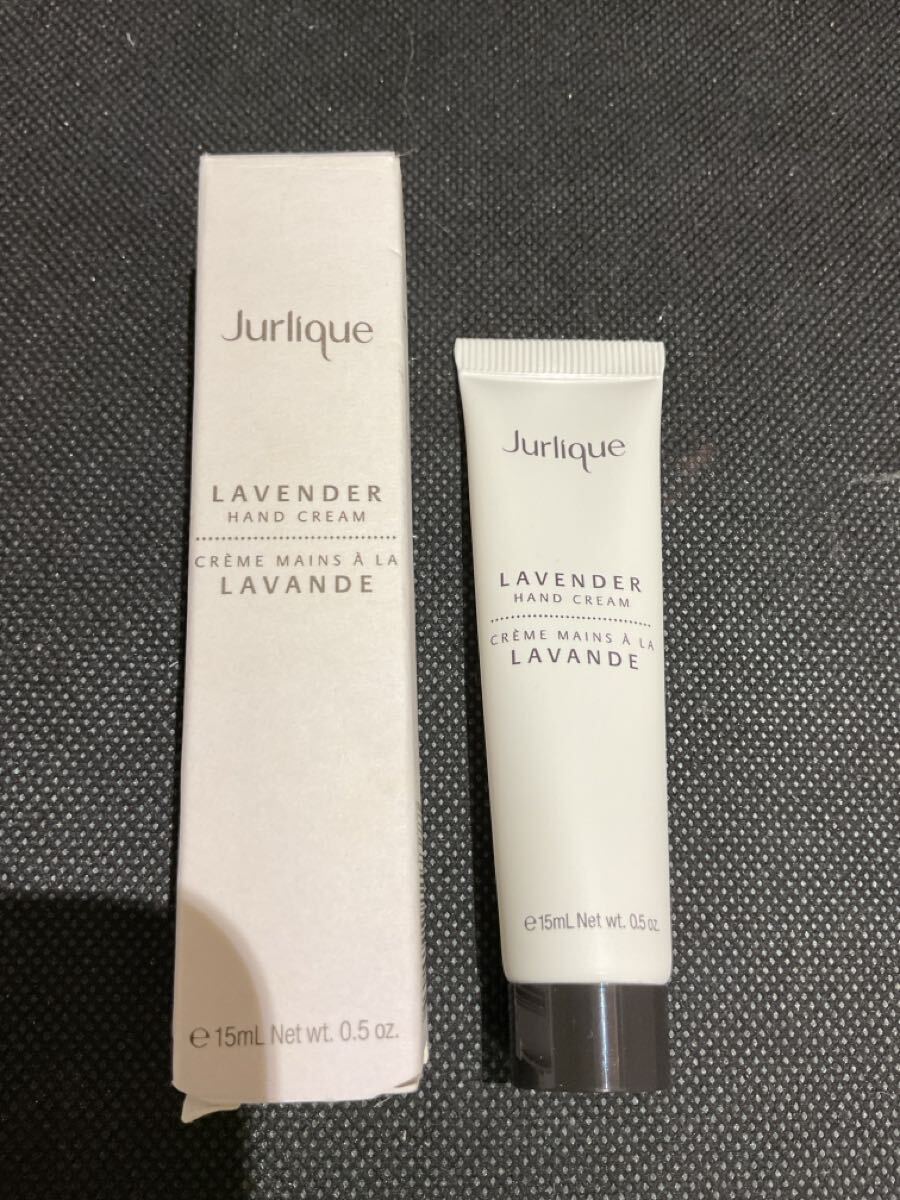 Jurlique
LAVENDER
HAND CREAM
CRÈME MAINS À LA
LAVANDE
℮ 15mL Net wt. 0.5 oz.
Jurlique
LAVENDER
HAND CREAM
CRÈME MAINS À LA
LAVANDE
℮ 15mL Net wt. 0.5 oz.